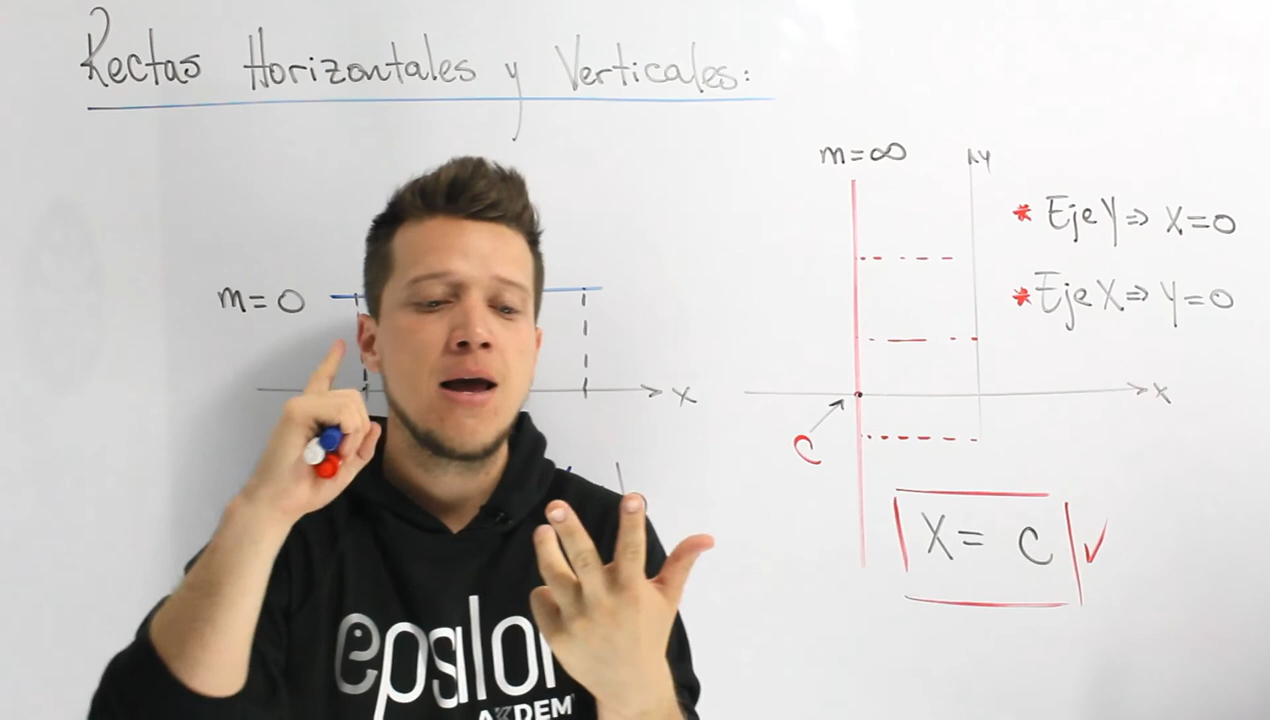 Rectas Horizontales y Verticales:
m=∞
y
* Eje Y ⇒ X=0
m=0
* Eje X ⇒ Y=0
x
x
C
X= C ✓
epsilon
AKDEM